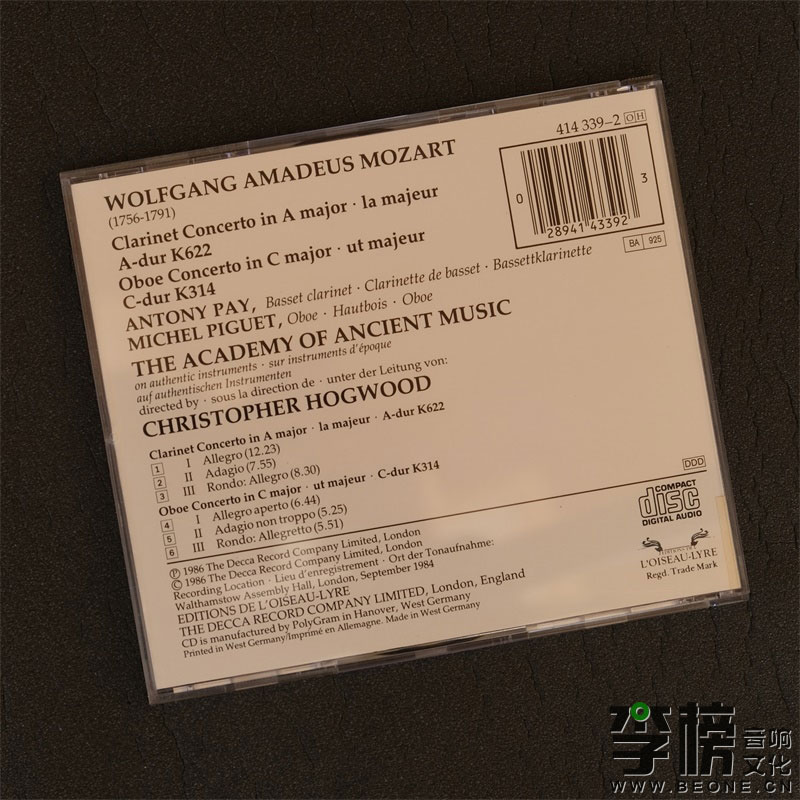 414 339-2 OH
0 28941 43392 3
BA 925
WOLFGANG AMADEUS MOZART
(1756-1791)
Clarinet Concerto in A major · la majeur
A-dur K622
Oboe Concerto in C major · ut majeur
C-dur K314
ANTONY PAY, Basset clarinet · Clarinette de basset · Bassettklarinette
MICHEL PIGUET, Oboe · Hautbois · Oboe
THE ACADEMY OF ANCIENT MUSIC
on authentic instruments · sur instruments d'époque
auf authentischen Instrumenten
directed by · sous la direction de · unter der Leitung von:
CHRISTOPHER HOGWOOD
Clarinet Concerto in A major · la majeur · A-dur K622
1 I Allegro (12.23)
2 II Adagio (7.55)
3 III Rondo: Allegro (8.30)
Oboe Concerto in C major · ut majeur · C-dur K314
4 I Allegro aperto (6.44)
5 II Adagio non troppo (5.25)
6 III Rondo: Allegretto (5.51)
DDD
COMPACT
disc
DIGITAL AUDIO
EDITIONS DE
L'OISEAU-LYRE
Regd. Trade Mark
Ⓟ 1986 The Decca Record Company Limited, London
© 1986 The Decca Record Company Limited, London
Recording Location · Lieu d'enregistrement · Ort der Tonaufnahme:
Walthamstow Assembly Hall, London, September 1984
EDITIONS DE L'OISEAU-LYRE
THE DECCA RECORD COMPANY LIMITED, London, England
CD is manufactured by PolyGram in Hanover, West Germany
Printed in West Germany/Imprimé en Allemagne. Made in West Germany
李榜音响文化
WWW.BEONE.CN